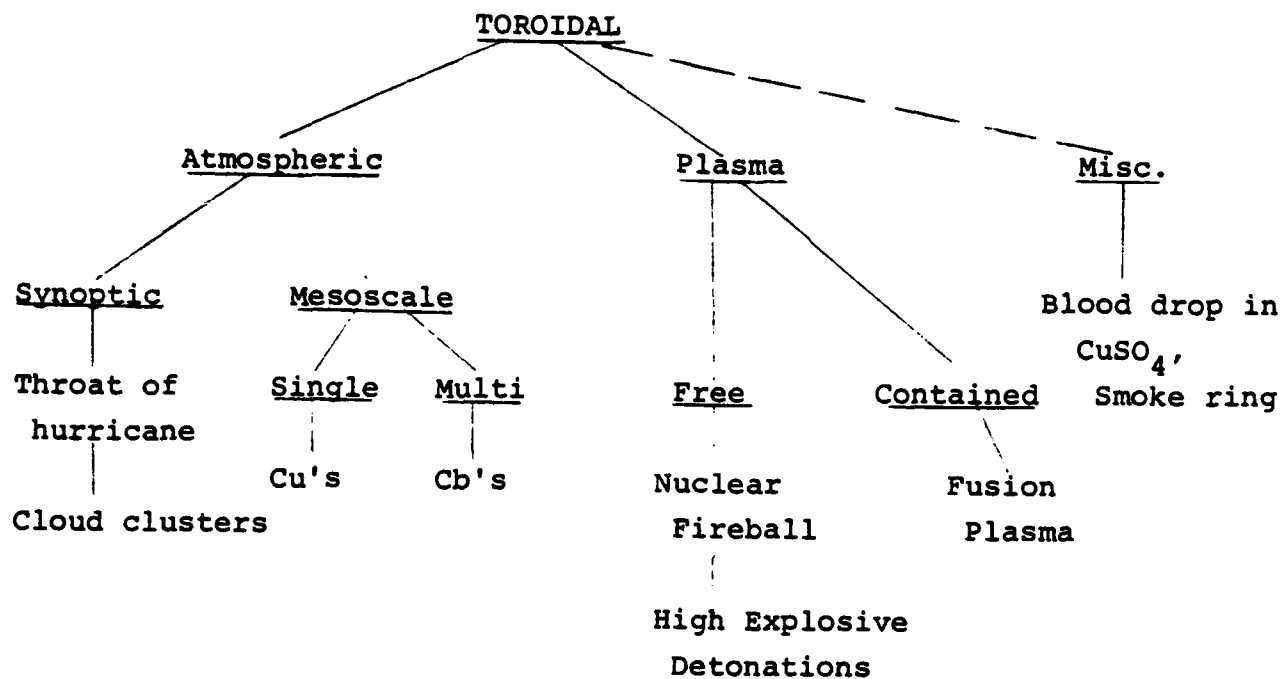 TOROIDAL
Atmospheric
Plasma
Misc.
Synoptic
Mesoscale
Blood drop in
CuSO4,
Smoke ring
Throat of
hurricane
Single
Multi
Free
Contained
Cu's
Cb's
Cloud clusters
Nuclear
Fireball
Fusion
Plasma
High Explosive
Detonations